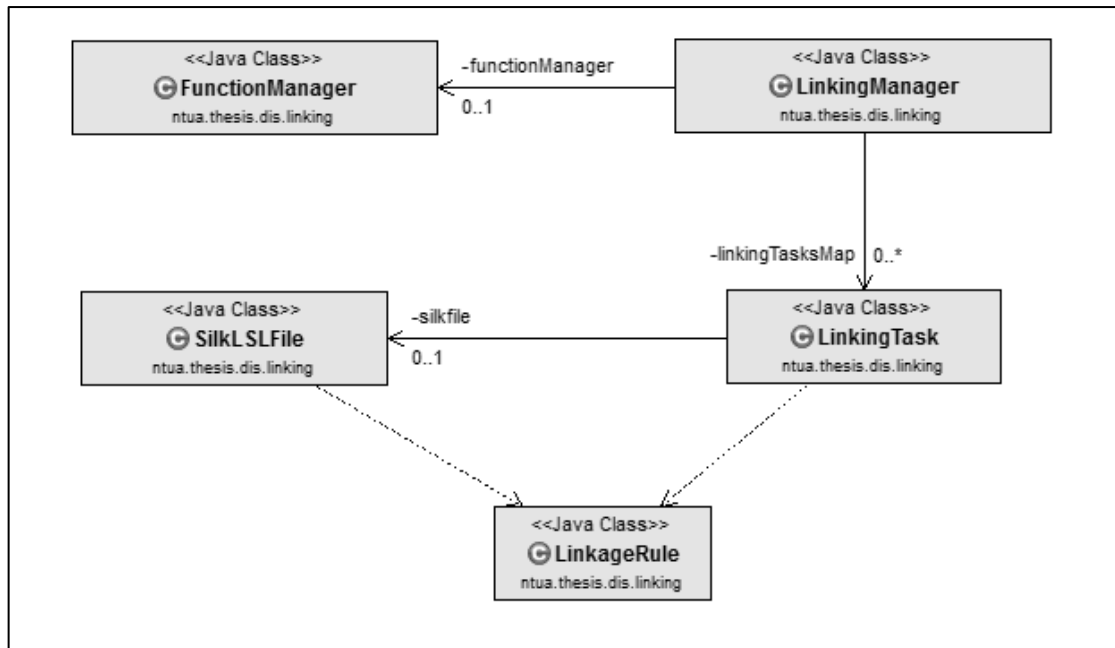 <<Java Class>>
FunctionManager
ntua.thesis.dis.linking
-functionManager
0..1
<<Java Class>>
LinkingManager
ntua.thesis.dis.linking
-linkingTasksMap
0..*
<<Java Class>>
SilkLSLFile
ntua.thesis.dis.linking
-silkfile
0..1
<<Java Class>>
LinkingTask
ntua.thesis.dis.linking
<<Java Class>>
LinkageRule
ntua.thesis.dis.linking